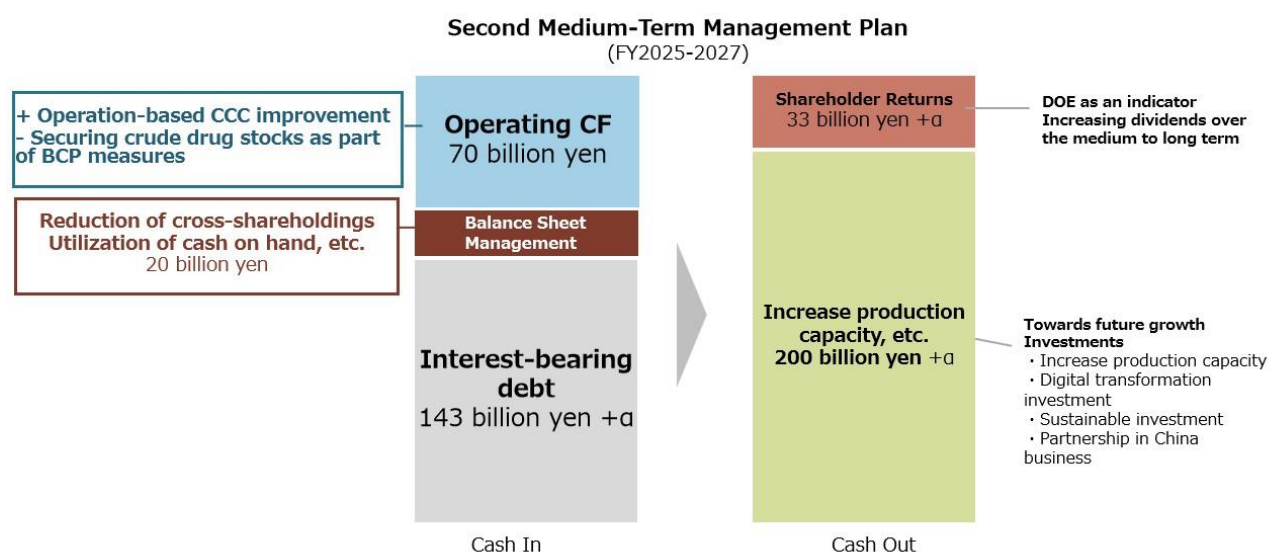 Second Medium-Term Management Plan
(FY2025-2027)
+ Operation-based CCC improvement
- Securing crude drug stocks as part
of BCP measures
Reduction of cross-shareholdings
Utilization of cash on hand, etc.
20 billion yen
Operating CF
70 billion yen
Balance Sheet
Management
Interest-bearing
debt
143 billion yen +α
Cash In
Shareholder Returns
33 billion yen +α
Increase production
capacity, etc.
200 billion yen +α
Cash Out
DOE as an indicator
Increasing dividends over
the medium to long term
Towards future growth
Investments
・Increase production capacity
・Digital transformation
investment
・Sustainable investment
・Partnership in China
business